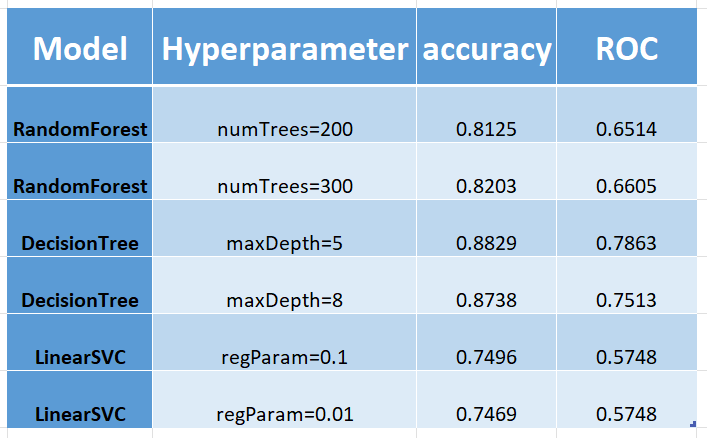 Model Hyperparameter accuracy ROC
RandomForest numTrees=200 0.8125 0.6514
RandomForest numTrees=300 0.8203 0.6605
DecisionTree maxDepth=5 0.8829 0.7863
DecisionTree maxDepth=8 0.8738 0.7513
LinearSVC regParam=0.1 0.7496 0.5748
LinearSVC regParam=0.01 0.7469 0.5748